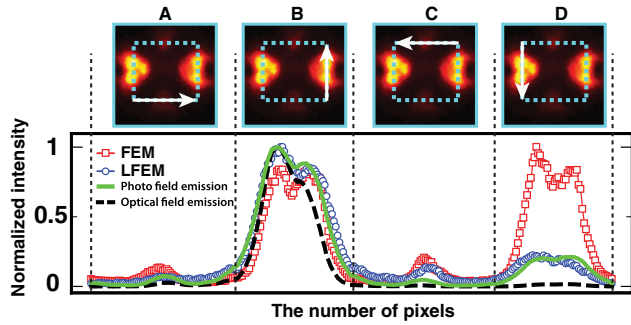 A B C D
Normalized intensity
1
0.5
0
FEM
LFEM
Photo field emission
Optical field emission
The number of pixels